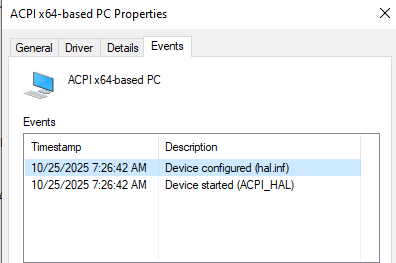 ACPI x64-based PC Properties
General Driver Details Events
ACPI x64-based PC
Events
Timestamp Description
10/25/2025 7:26:42 AM Device configured (hal.inf)
10/25/2025 7:26:42 AM Device started (ACPI_HAL)